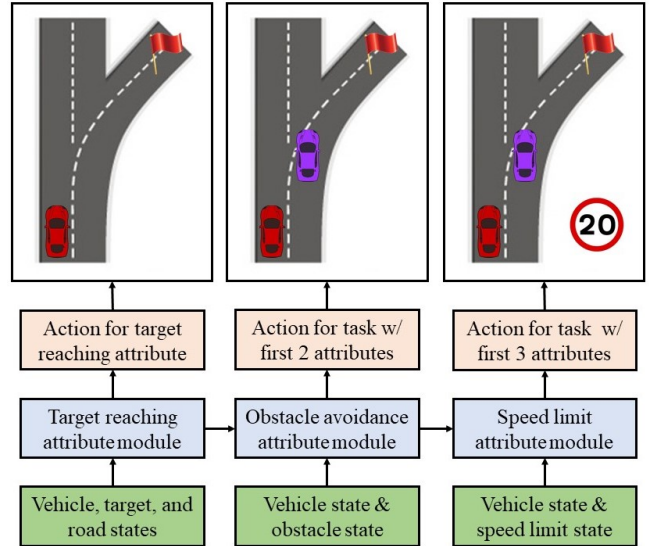 20
Action for target
reaching attribute
Action for task w/
first 2 attributes
Action for task w/
first 3 attributes
Target reaching
attribute module
Obstacle avoidance
attribute module
Speed limit
attribute module
Vehicle, target, and
road states
Vehicle state &
obstacle state
Vehicle state &
speed limit state